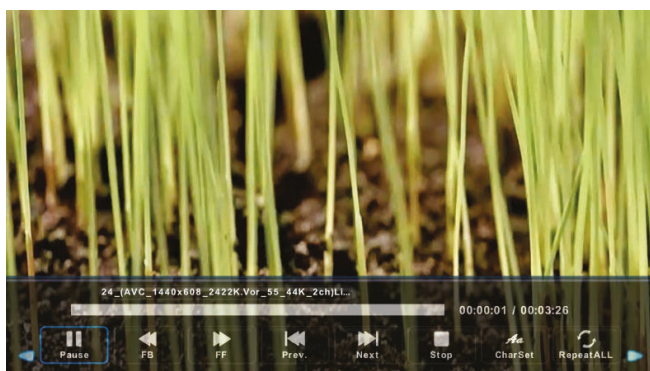 24_(AVC_1440x608_2422K.Vor_55_44K_2ch)LI...
00:00:01 / 00:03:26
Pause FB FF Prev. Next Stop CharSet RepeatALL